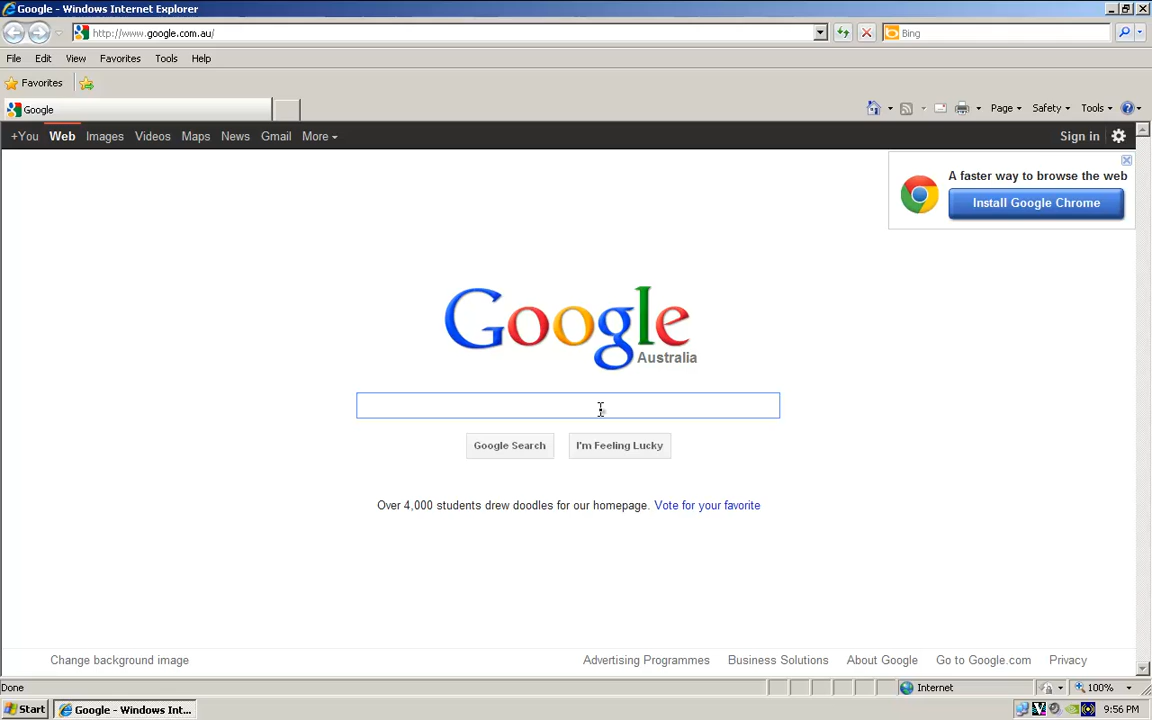 Google - Windows Internet Explorer
http://www.google.com.au/
Bing
File Edit View Favorites Tools Help
Favorites
Google
Page Safety Tools
+You Web Images Videos Maps News Gmail More Sign in
A faster way to browse the web
Install Google Chrome
Google
Australia
Google Search I'm Feeling Lucky
Over 4,000 students drew doodles for our homepage. Vote for your favorite
Change background image Advertising Programmes Business Solutions About Google Go to Google.com Privacy
Done Internet 100%
Start Google - Windows Int... 9:56 PM